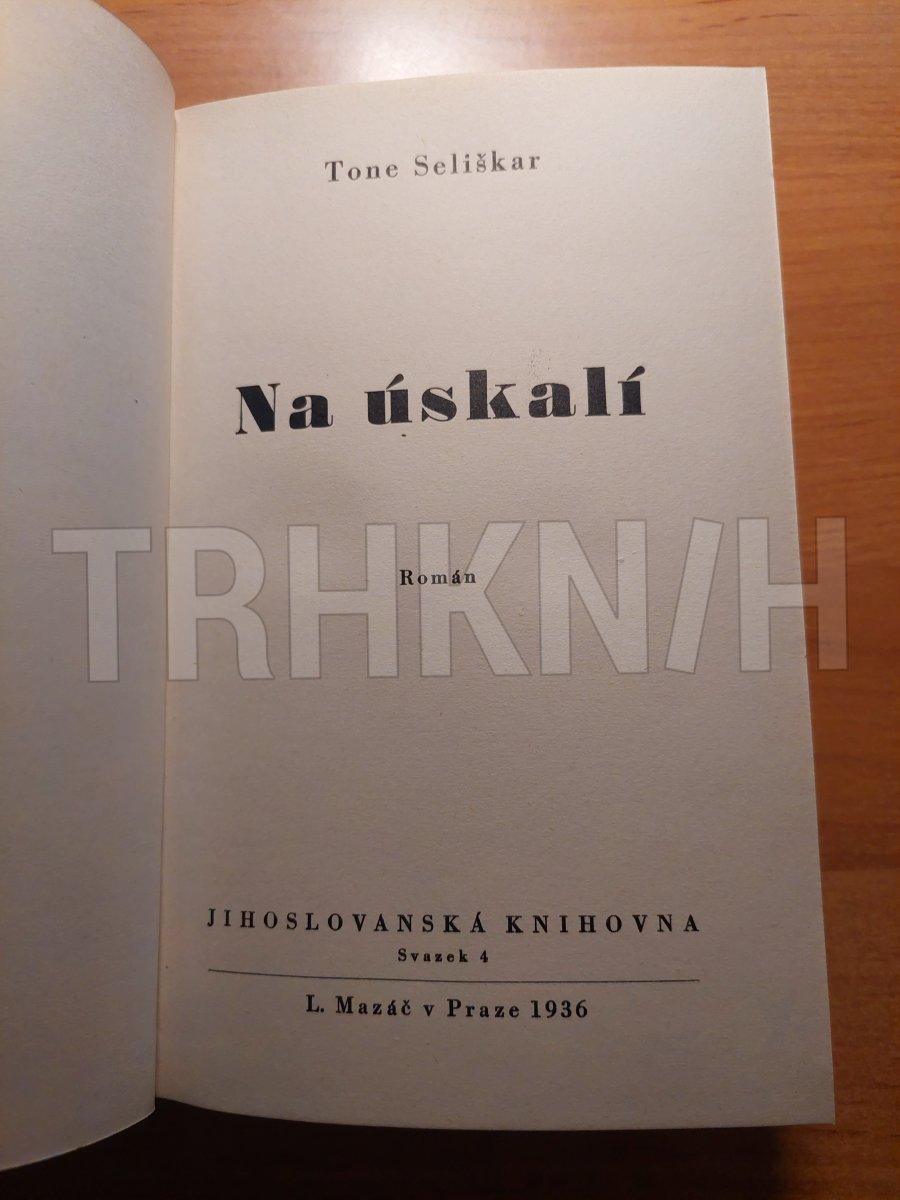 Tone Seliškar
Na úskalí
Román
TRHKNIH
JIHOSLOVANSKÁ KNIHOVNA
Svazek 4
L. Mazáč v Praze 1936